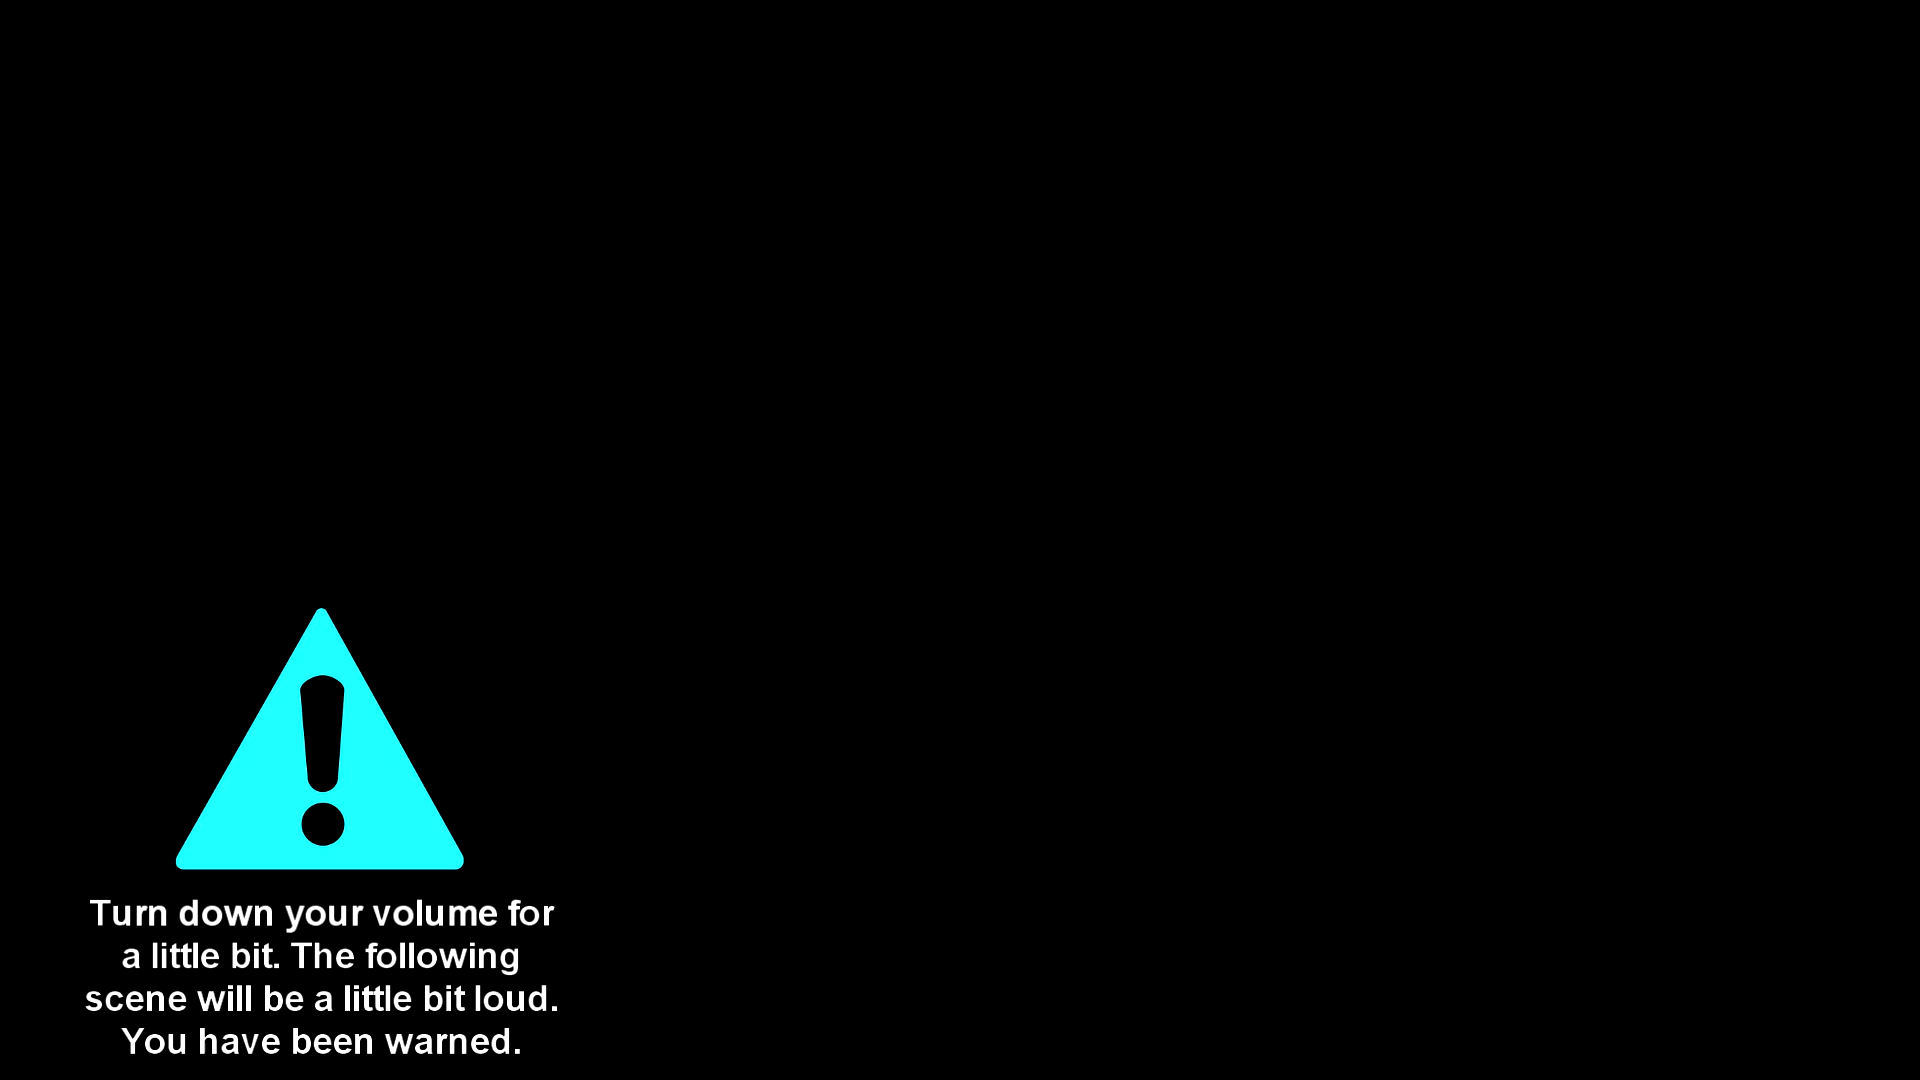 Turn down your volume for
a little bit. The following
scene will be a little bit loud.
You have been warned.